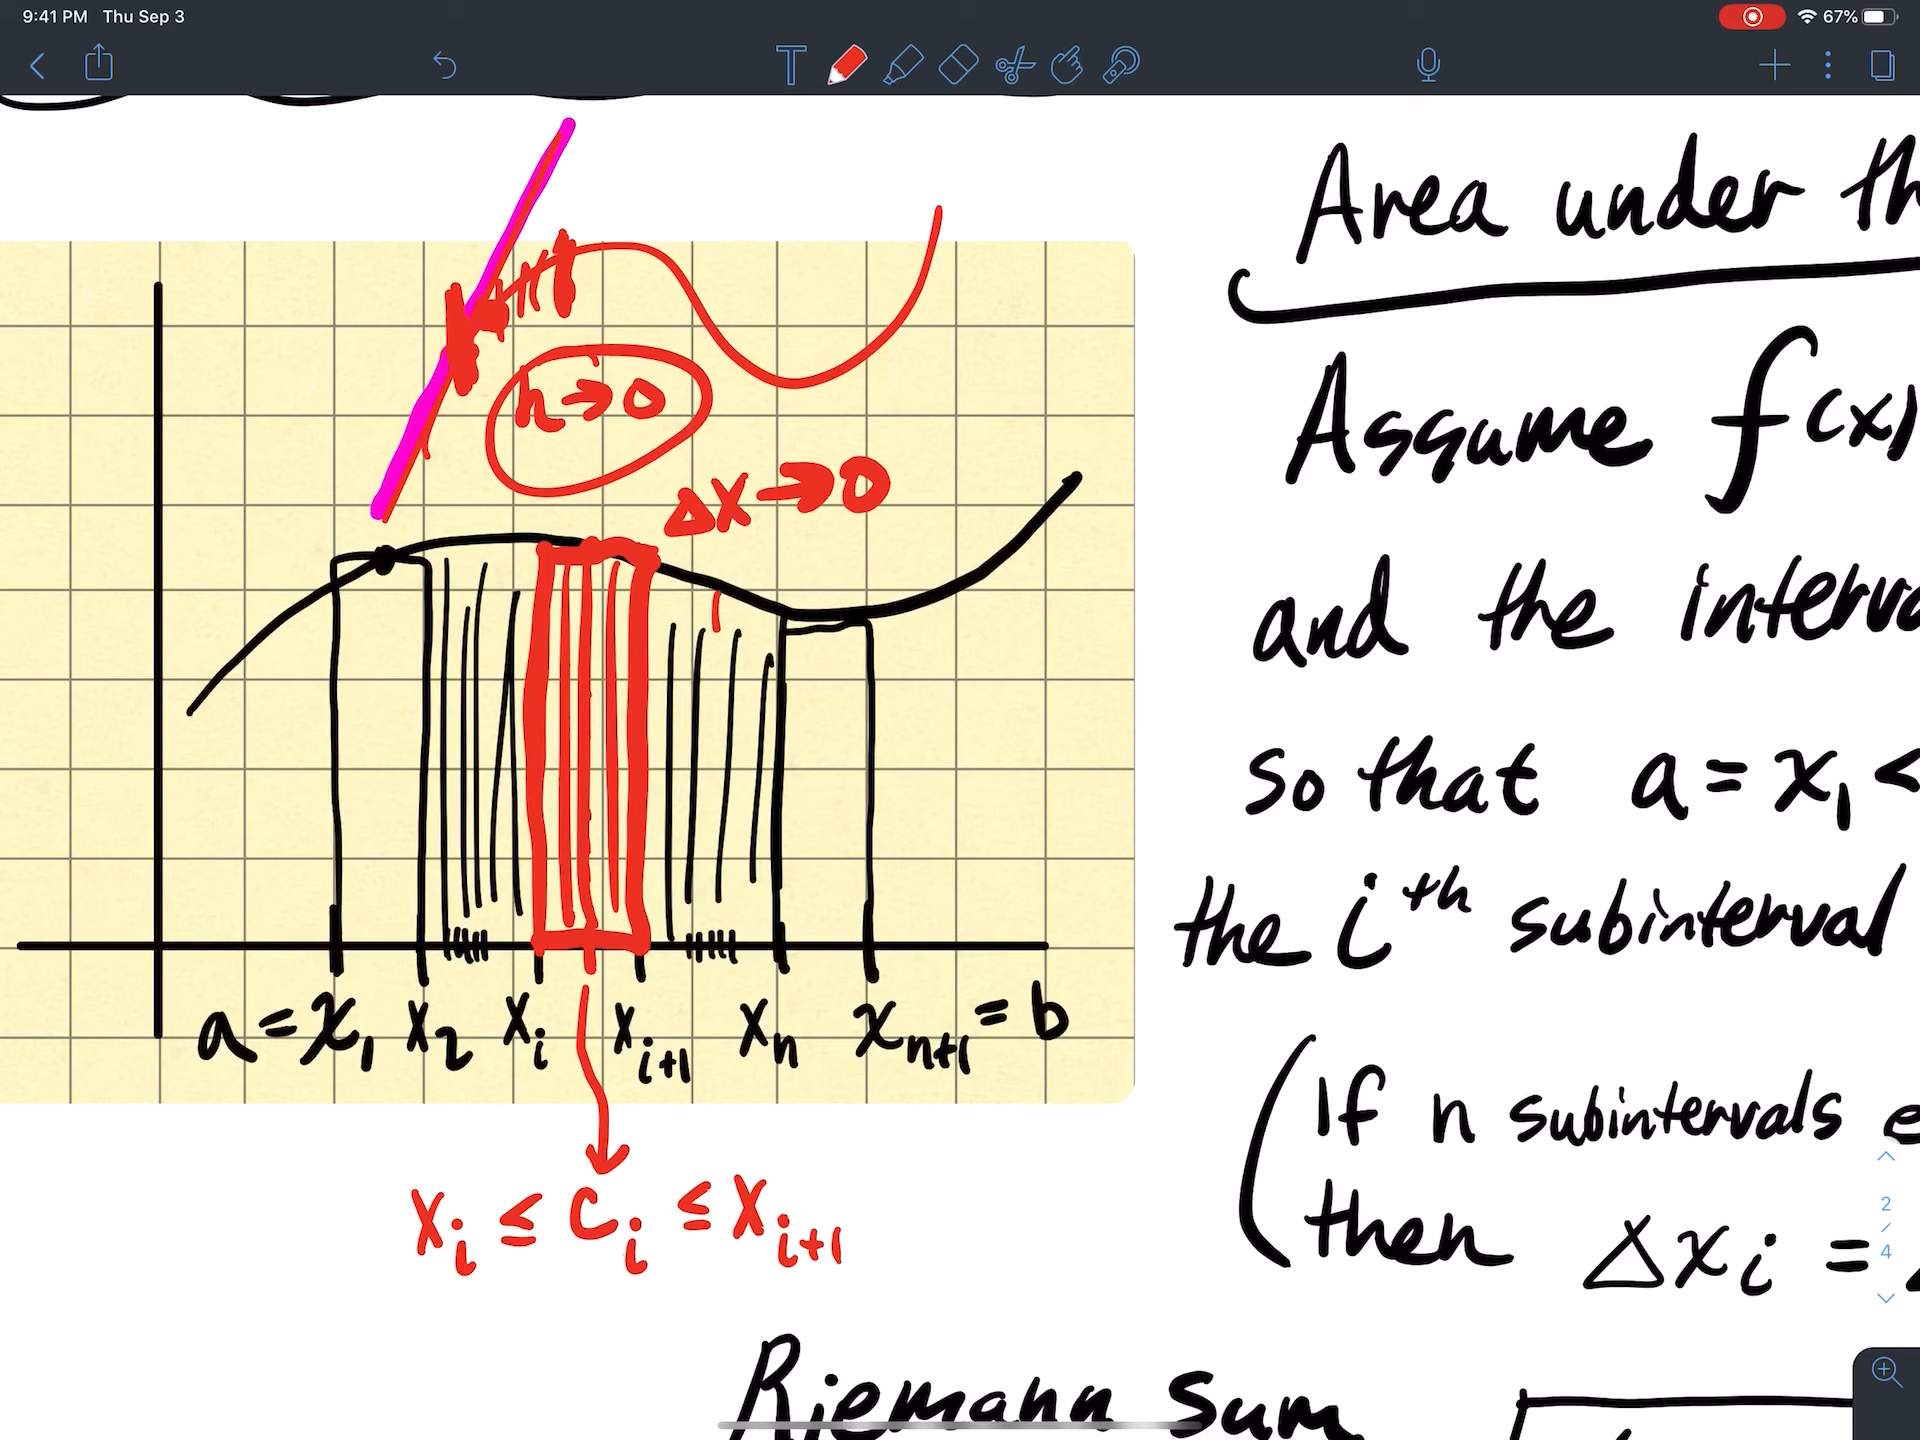 9:41 PM Thu Sep 3
67%
Area under th
h→0
Assume f(x)
Δx→0
and the interva
so that a = x₁ <
the iᵗʰ subinterval
a = x₁ x₂ xᵢ xᵢ₊₁ xₙ xₙ₊₁ = b
(If n subintervals e
then Δxᵢ =
xᵢ ≤ cᵢ ≤ xᵢ₊₁
2
/
4
Riemann Sum